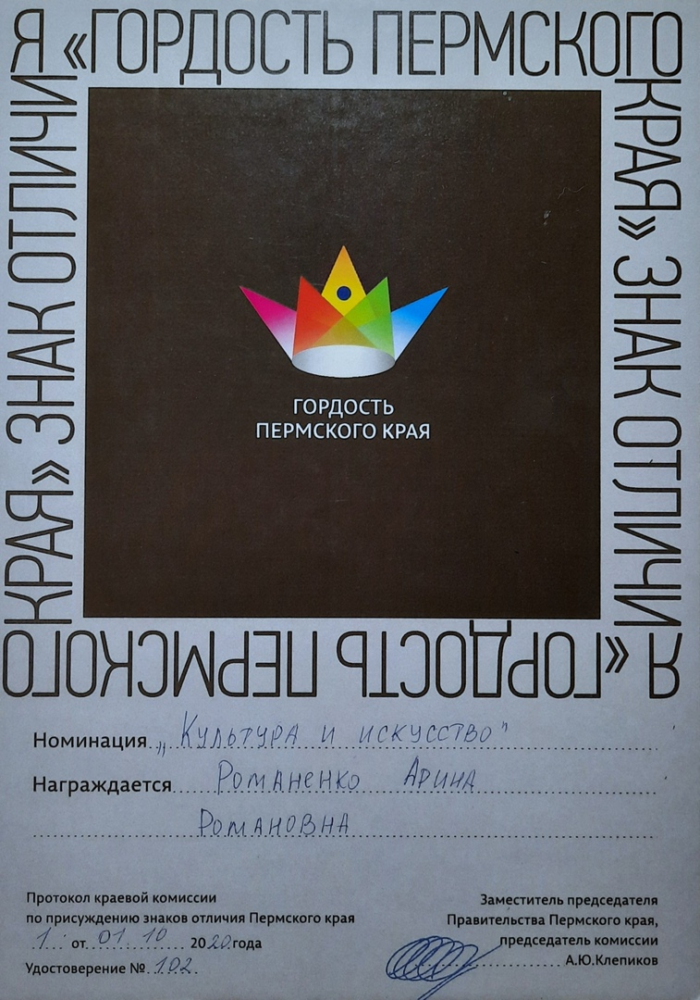 Я «ГОРДОСТЬ ПЕРМСКОГО
КРАЯ» ЗНАК ОТЛИЧИ
Я «ГОРДОСТЬ ПЕРМСКОГО
КРАЯ» ЗНАК ОТЛИЧИ
ГОРДОСТЬ
ПЕРМСКОГО КРАЯ
Номинация „Культура и искусство"
Награждается Романенко Арина
Романовна
Протокол краевой комиссии
по присуждению знаков отличия Пермского края
1 от 01.10 2020 года
Удостоверение № 102
Заместитель председателя
Правительства Пермского края,
председатель комиссии
А.Ю.Клепиков